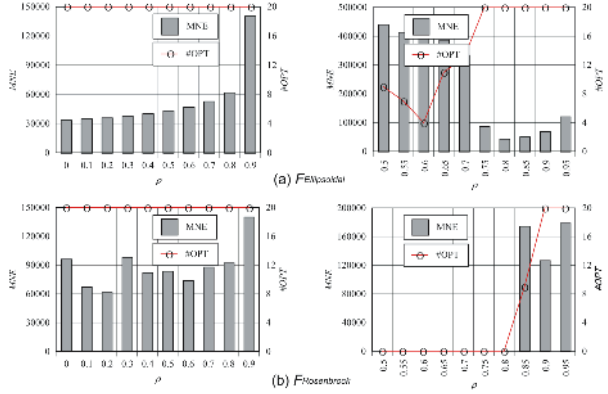 150000
120000
90000
60000
30000
0
MNE
20
16
12
8
4
0
#OPT
MNE
#OPT
0 0.1 0.2 0.3 0.4 0.5 0.6 0.7 0.8 0.9
ρ
500000
400000
300000
200000
100000
0
MNE
20
16
12
8
4
0
#OPT
MNE
#OPT
0.5 0.55 0.6 0.65 0.7 0.75 0.8 0.85 0.9 0.95
ρ
(a) FEllipsoidal
150000
120000
90000
60000
30000
0
MNE
20
16
12
8
4
0
#OPT
MNE
#OPT
0 0.1 0.2 0.3 0.4 0.5 0.6 0.7 0.8 0.9
ρ
200000
160000
120000
80000
40000
0
MNE
20
16
12
8
4
0
#OPT
MNE
#OPT
0.5 0.55 0.6 0.65 0.7 0.75 0.8 0.85 0.9 0.95
ρ
(b) FRosenbrock